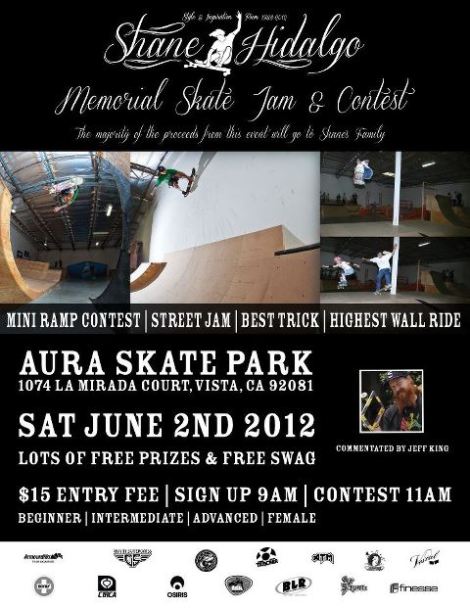 Style & Inspiration From
Shane Hidalgo
Memorial Skate Jam & Contest
The majority of the proceeds from this event will go to Shane's Family
MINI RAMP CONTEST | STREET JAM | BEST TRICK | HIGHEST WALL RIDE
AURA SKATE PARK
1074 LA MIRADA COURT, VISTA, CA 92081
SAT JUNE 2ND 2012
COMMENTATED BY JEFF KING
LOTS OF FREE PRIZES & FREE SWAG
$15 ENTRY FEE | SIGN UP 9AM | CONTEST 11AM
BEGINNER | INTERMEDIATE | ADVANCED | FEMALE
OSIRIS
BLR
finesse